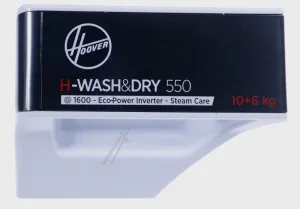 HOOVER
H-WASH&DRY 550
@ 1600 - Eco-Power Inverter - Steam Care
10+6 kg